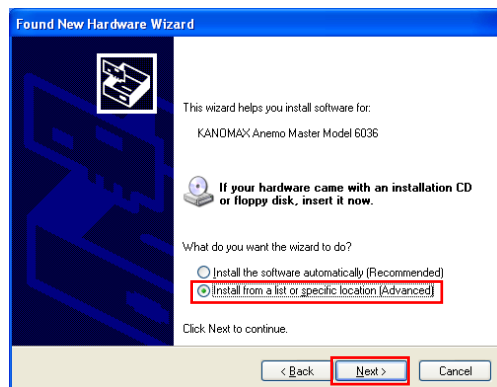 Found New Hardware Wizard
This wizard helps you install software for:
KANOMAX Anemo Master Model 6036
If your hardware came with an installation CD
or floppy disk, insert it now.
What do you want the wizard to do?
Install the software automatically (Recommended)
Install from a list or specific location (Advanced)
Click Next to continue.
< Back
Next >
Cancel